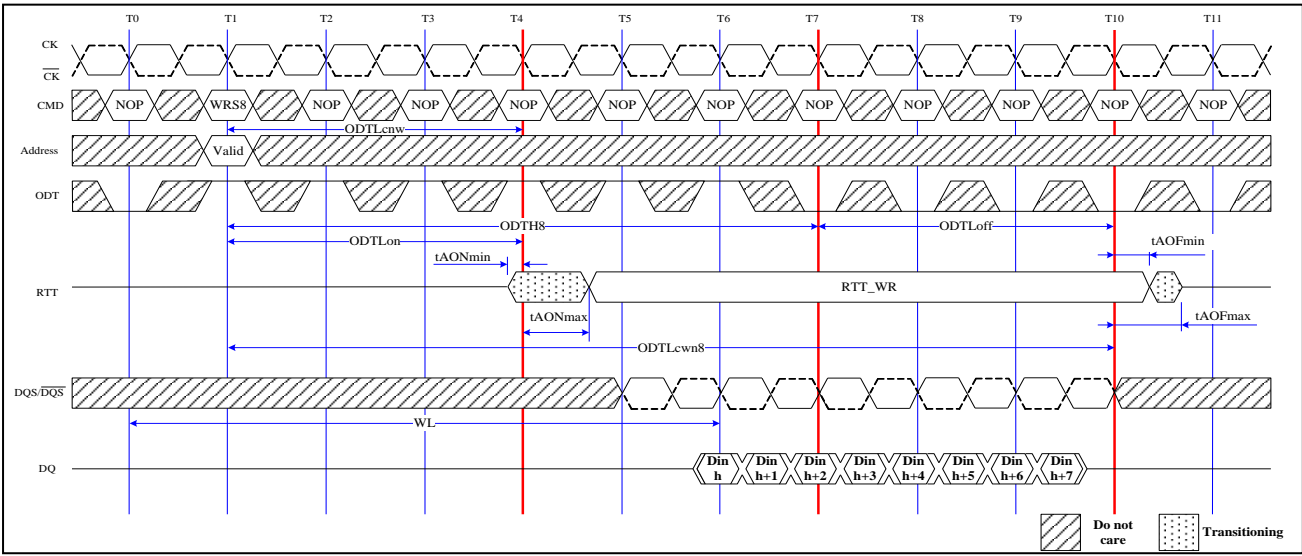 T0 T1 T2 T3 T4 T5 T6 T7 T8 T9 T10 T11
CK
CK
CMD NOP WRS8 NOP NOP NOP NOP NOP NOP NOP NOP NOP NOP
ODTLcnw
Address Valid
ODT
ODTH8 ODTLoff
ODTLon
tAONmin tAOFmin
RTT RTT_WR
tAONmax tAOFmax
ODTLcwn8
DQS/DQS
WL
DQ Din h Din h+1 Din h+2 Din h+3 Din h+4 Din h+5 Din h+6 Din h+7
Do not care Transitioning